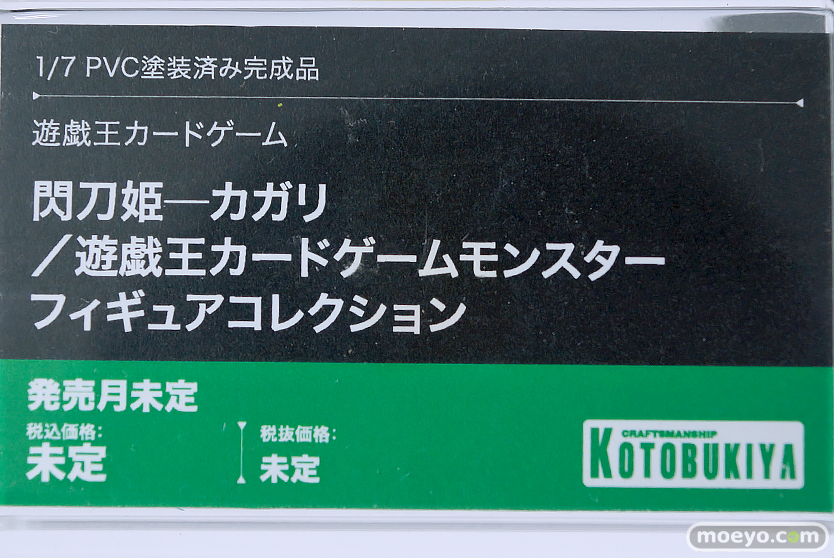 1/7 PVC塗装済み完成品
遊戯王カードゲーム
閃刀姫―カガリ
／遊戯王カードゲームモンスター
フィギュアコレクション
発売月未定
税込価格:
未定
税抜価格:
未定
CRAFTSMANSHIP
KOTOBUKIYA
moeyo.com